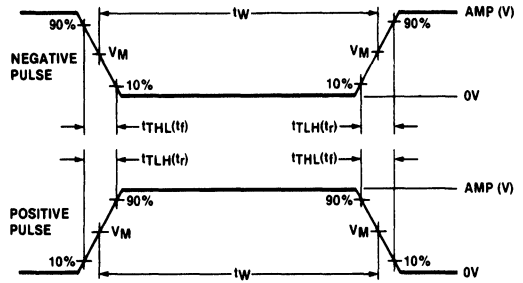 90% tW 90% AMP (V)
NEGATIVE PULSE VM VM
10% 10% 0V
tTHL(tf) tTLH(tr)
tTLH(tr) tTHL(tf)
AMP (V)
90% 90%
POSITIVE PULSE VM VM
10% 10%
tW 0V